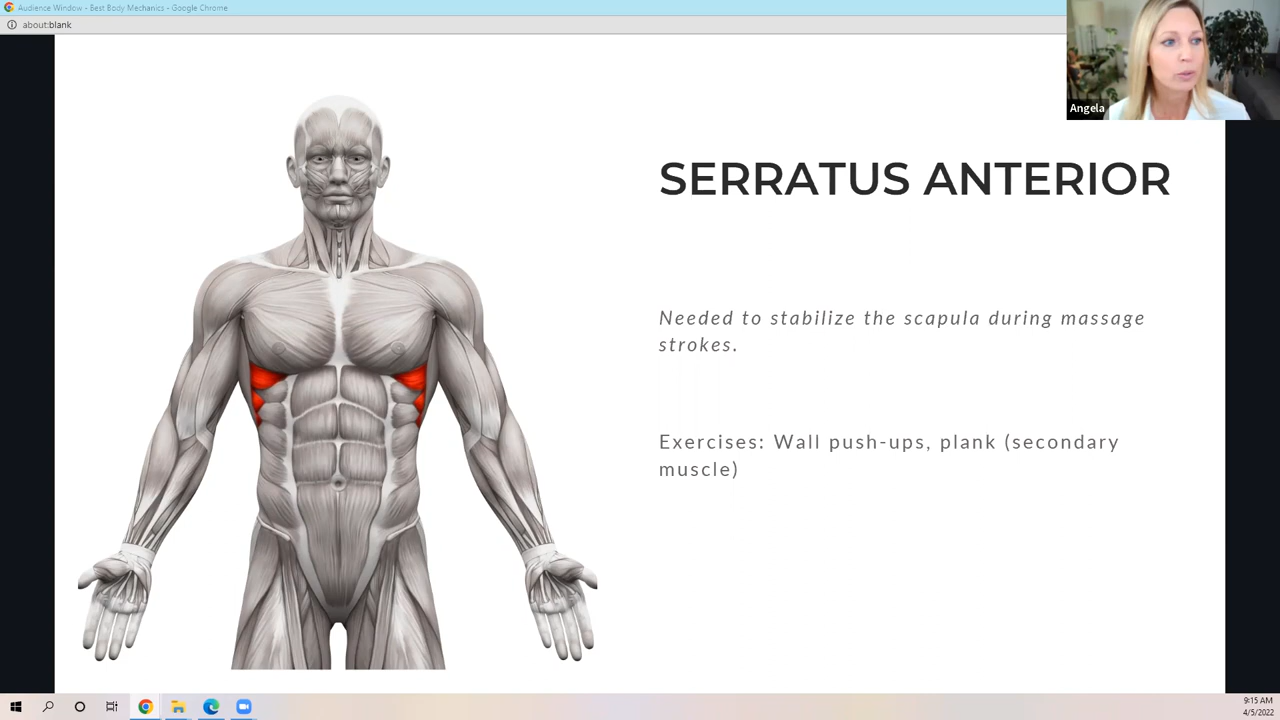 Audience Window - Best Body Mechanics - Google Chrome
about:blank
Angela
SERRATUS ANTERIOR
Needed to stabilize the scapula during massage
strokes.
Exercises: Wall push-ups, plank (secondary
muscle)
9:15 AM
4/5/2022